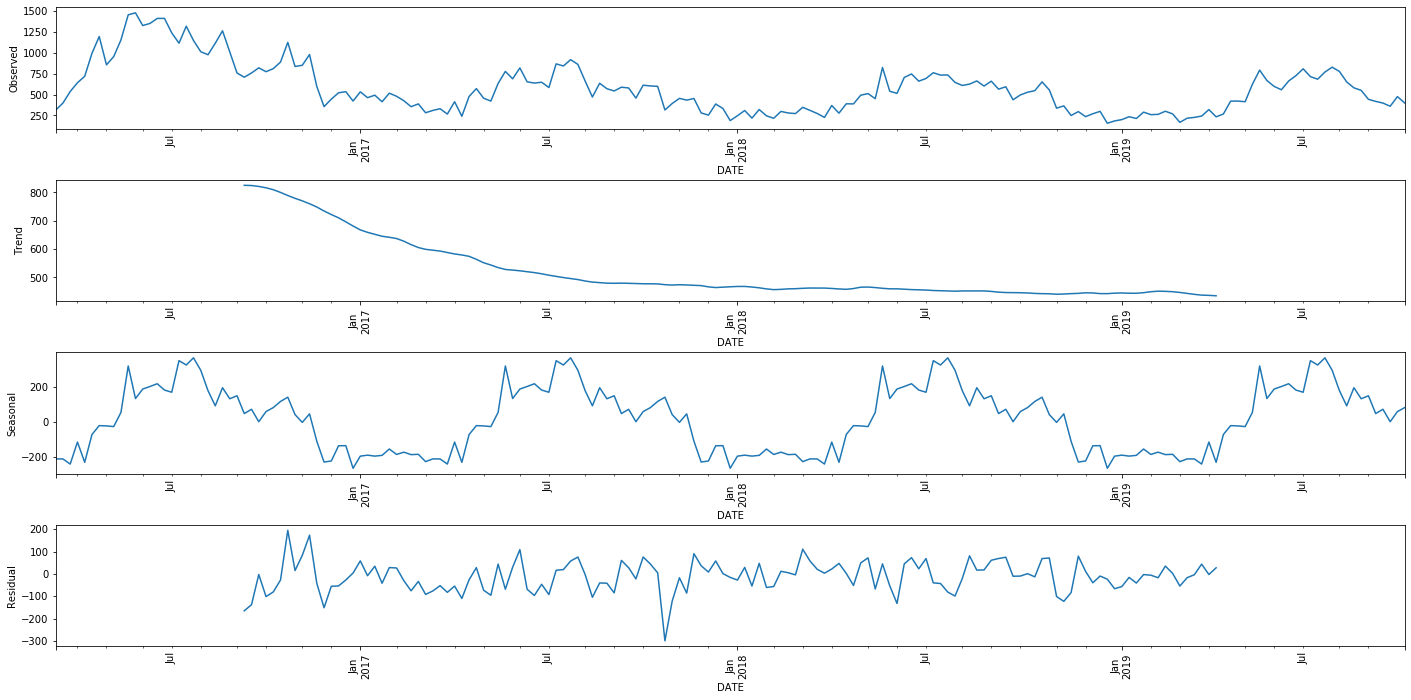 1500
1250
1000
750
500
250
Observed
Jul
Jan
2017
Jul
Jan
2018
Jul
Jan
2019
Jul
DATE
800
700
600
500
Trend
Jul
Jan
2017
Jul
Jan
2018
Jul
Jan
2019
Jul
DATE
200
0
−200
Seasonal
Jul
Jan
2017
Jul
Jan
2018
Jul
Jan
2019
Jul
DATE
200
100
0
−100
−200
−300
Residual
Jul
Jan
2017
Jul
Jan
2018
Jul
Jan
2019
Jul
DATE